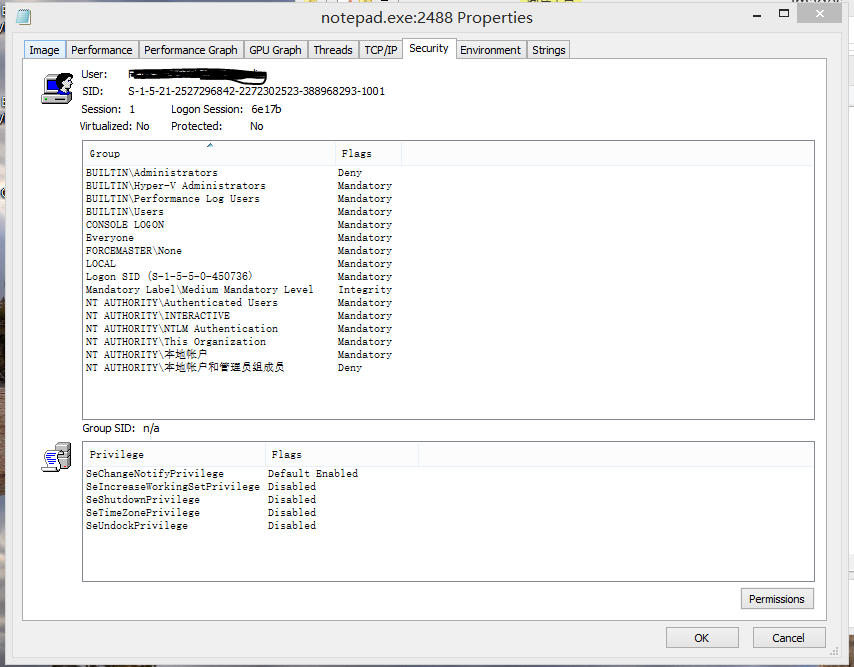 notepad.exe:2488 Properties
Image Performance Performance Graph GPU Graph Threads TCP/IP Security Environment Strings
User:
SID: S-1-5-21-2527296842-2272302523-388968293-1001
Session: 1 Logon Session: 6e17b
Virtualized: No Protected: No
Group Flags
BUILTIN\Administrators Deny
BUILTIN\Hyper-V Administrators Mandatory
BUILTIN\Performance Log Users Mandatory
BUILTIN\Users Mandatory
CONSOLE LOGON Mandatory
Everyone Mandatory
FORCEMASTER\None Mandatory
LOCAL Mandatory
Logon SID (S-1-5-5-0-450736) Mandatory
Mandatory Label\Medium Mandatory Level Integrity
NT AUTHORITY\Authenticated Users Mandatory
NT AUTHORITY\INTERACTIVE Mandatory
NT AUTHORITY\NTLM Authentication Mandatory
NT AUTHORITY\This Organization Mandatory
NT AUTHORITY\本地帐户 Mandatory
NT AUTHORITY\本地帐户和管理员组成员 Deny
Group SID: n/a
Privilege Flags
SeChangeNotifyPrivilege Default Enabled
SeIncreaseWorkingSetPrivilege Disabled
SeShutdownPrivilege Disabled
SeTimeZonePrivilege Disabled
SeUndockPrivilege Disabled
Permissions
OK Cancel